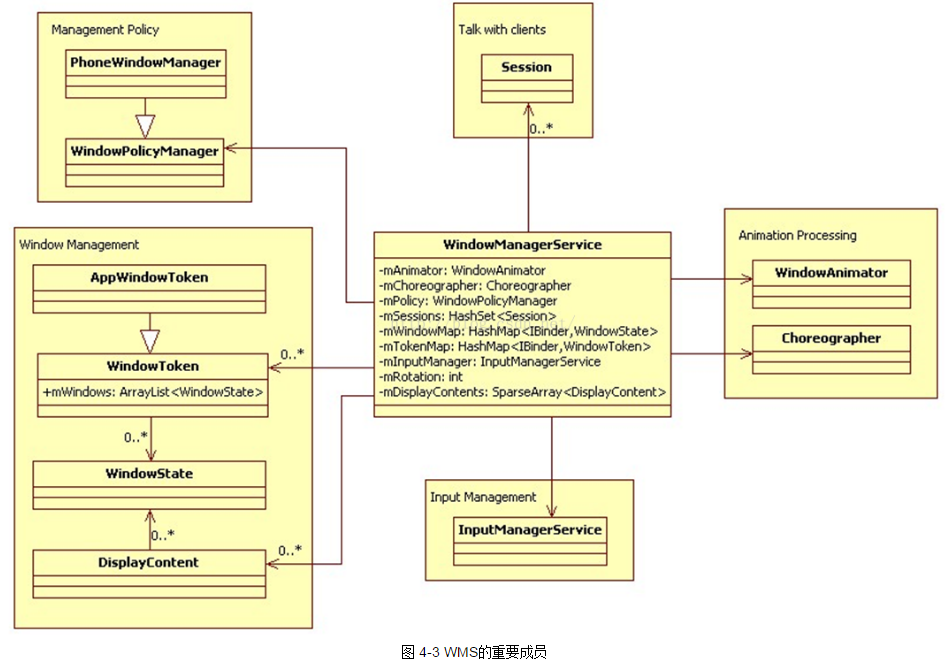 Management Policy
PhoneWindowManager
WindowPolicyManager
Talk with clients
Session
0..*
Window Management
AppWindowToken
WindowToken
+mWindows: ArrayList<WindowState>
0..*
0..*
WindowState
0..*
DisplayContent
0..*
WindowManagerService
-mAnimator: WindowAnimator
-mChoreographer: Choreographer
-mPolicy: WindowPolicyManager
-mSessions: HashSet<Session>
-mWindowMap: HashMap<IBinder,WindowState>
-mTokenMap: HashMap<IBinder,WindowToken>
-mInputManager: InputManagerService
-mRotation: int
-mDisplayContents: SparseArray<DisplayContent>
Animation Processing
WindowAnimator
Choreographer
Input Management
InputManagerService
图 4-3 WMS的重要成员